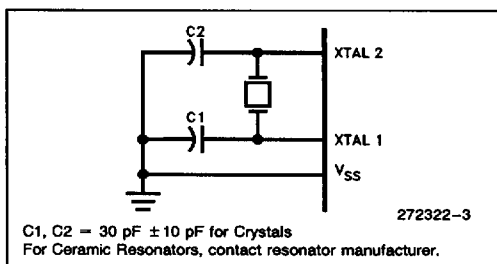 C2
XTAL 2
C1
XTAL 1
VSS
272322–3
C1, C2 = 30 pF ±10 pF for Crystals
For Ceramic Resonators, contact resonator manufacturer.